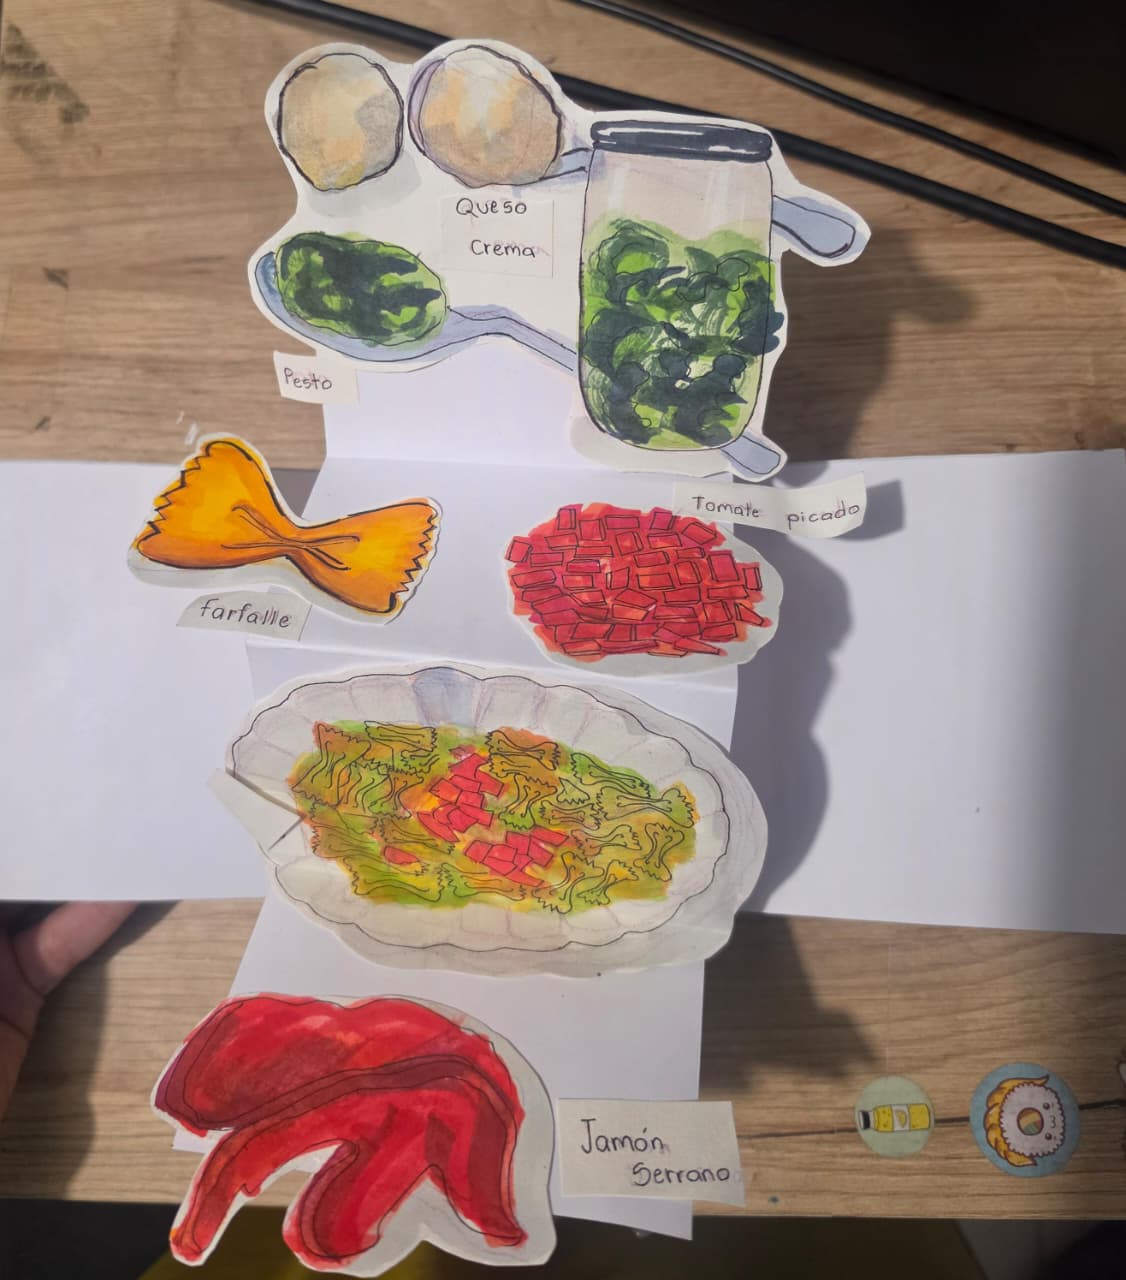 Queso
Crema
Pesto
Tomate picado
farfalle
Jamón
Serrano